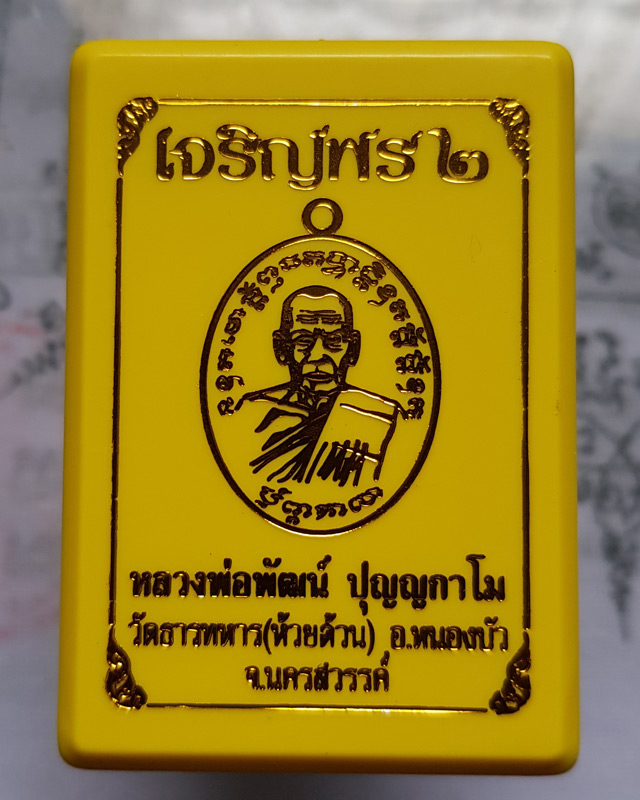 เจริญพร ๒
หลวงพ่อพัฒน์ ปุญญกาโม
วัดธารทหาร(ห้วยด้วน) อ.หนองบัว
จ.นครสวรรค์